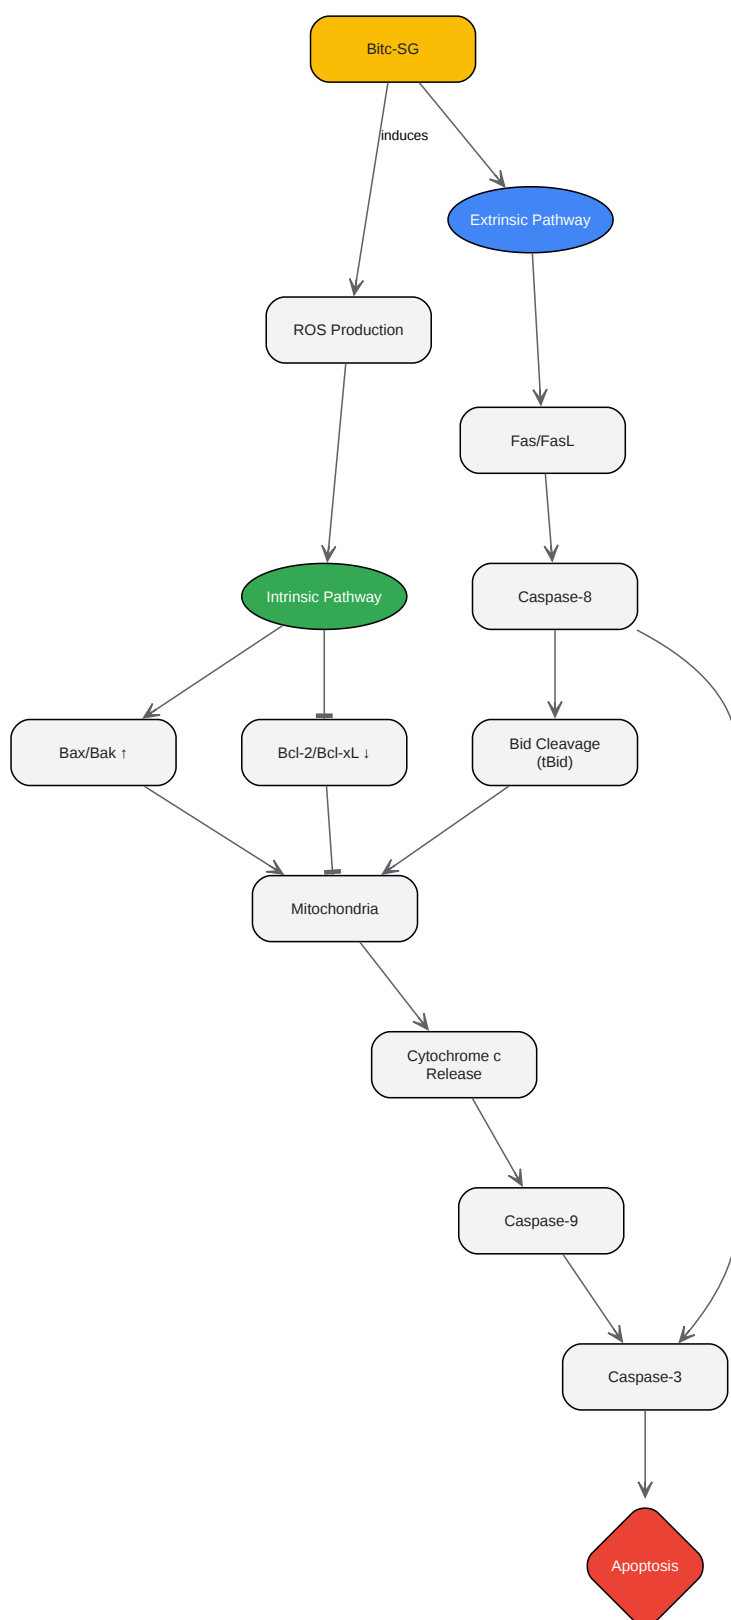 Bitc-SG
induces
Extrinsic Pathway
ROS Production
Fas/FasL
Intrinsic Pathway
Caspase-8
Bax/Bak ↑
Bcl-2/Bcl-xL ↓
Bid Cleavage
(tBid)
Mitochondria
Cytochrome c
Release
Caspase-9
Caspase-3
Apoptosis